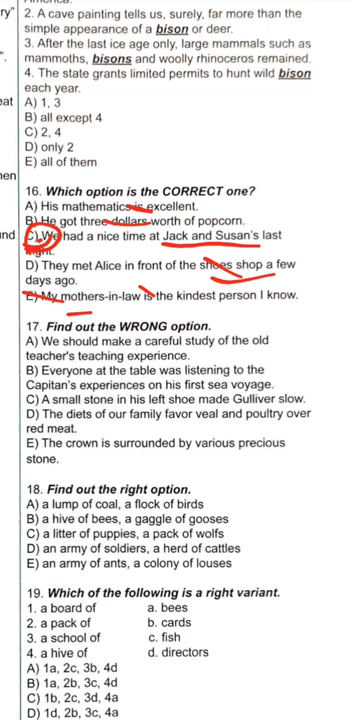 ry" 2. A cave painting tells us, surely, far more than the
simple appearance of a bison or deer.
3. After the last ice age only, large mammals such as
". mammoths, bisons and woolly rhinoceros remained.
4. The state grants limited permits to hunt wild bison
each year.
eat A) 1, 3
B) all except 4
C) 2, 4
D) only 2
E) all of them
nen
16. Which option is the CORRECT one?
A) His mathematics is excellent.
B) He got three dollars worth of popcorn.
and C) We had a nice time at Jack and Susan's last
night.
D) They met Alice in front of the shoes shop a few
days ago.
E) My mothers-in-law is the kindest person I know.
17. Find out the WRONG option.
A) We should make a careful study of the old
teacher's teaching experience.
B) Everyone at the table was listening to the
Capitan's experiences on his first sea voyage.
C) A small stone in his left shoe made Gulliver slow.
D) The diets of our family favor veal and poultry over
red meat.
E) The crown is surrounded by various precious
stone.
18. Find out the right option.
A) a lump of coal, a flock of birds
B) a hive of bees, a gaggle of gooses
C) a litter of puppies, a pack of wolfs
D) an army of soldiers, a herd of cattles
E) an army of ants, a colony of louses
19. Which of the following is a right variant.
1. a board of a. bees
2. a pack of b. cards
3. a school of c. fish
4. a hive of d. directors
A) 1a, 2c, 3b, 4d
B) 1a, 2b, 3c, 4d
C) 1b, 2c, 3d, 4a
D) 1d, 2b, 3c, 4a